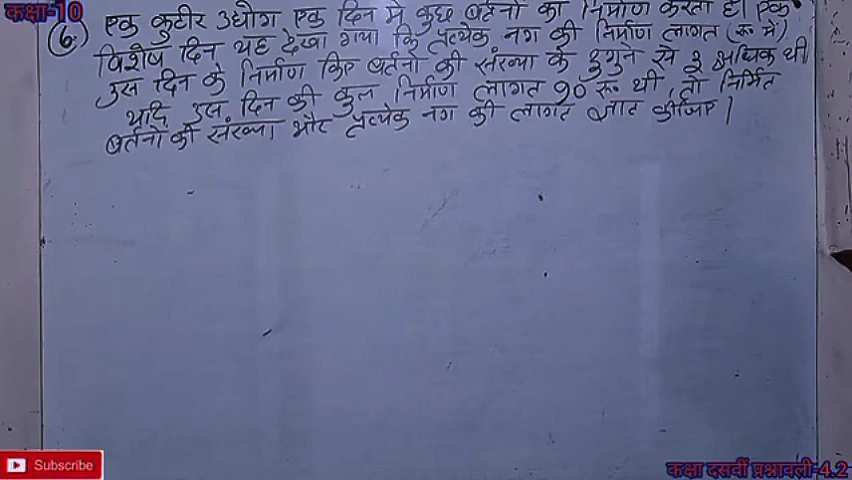 कक्षा-10
(6.) एक कुटीर उधोग एक दिन मे कुछ बर्तनो का निर्माण करता है। एक
विशेष दिन यह देखा गया कि प्रत्येक नग की निर्माण लागत (रू में)
उस दिन के निर्माण किए बर्तनो की संख्या के दुगुने से 3 अधिक थी।
यदि उस दिन की कुल निर्माण लागत 90 रू थी, तो निर्मित
बर्तनो की संख्या और प्रत्येक नग की लागत ज्ञात कीजिए।
Subscribe
कक्षा दसवीं प्रश्नावली-4.2